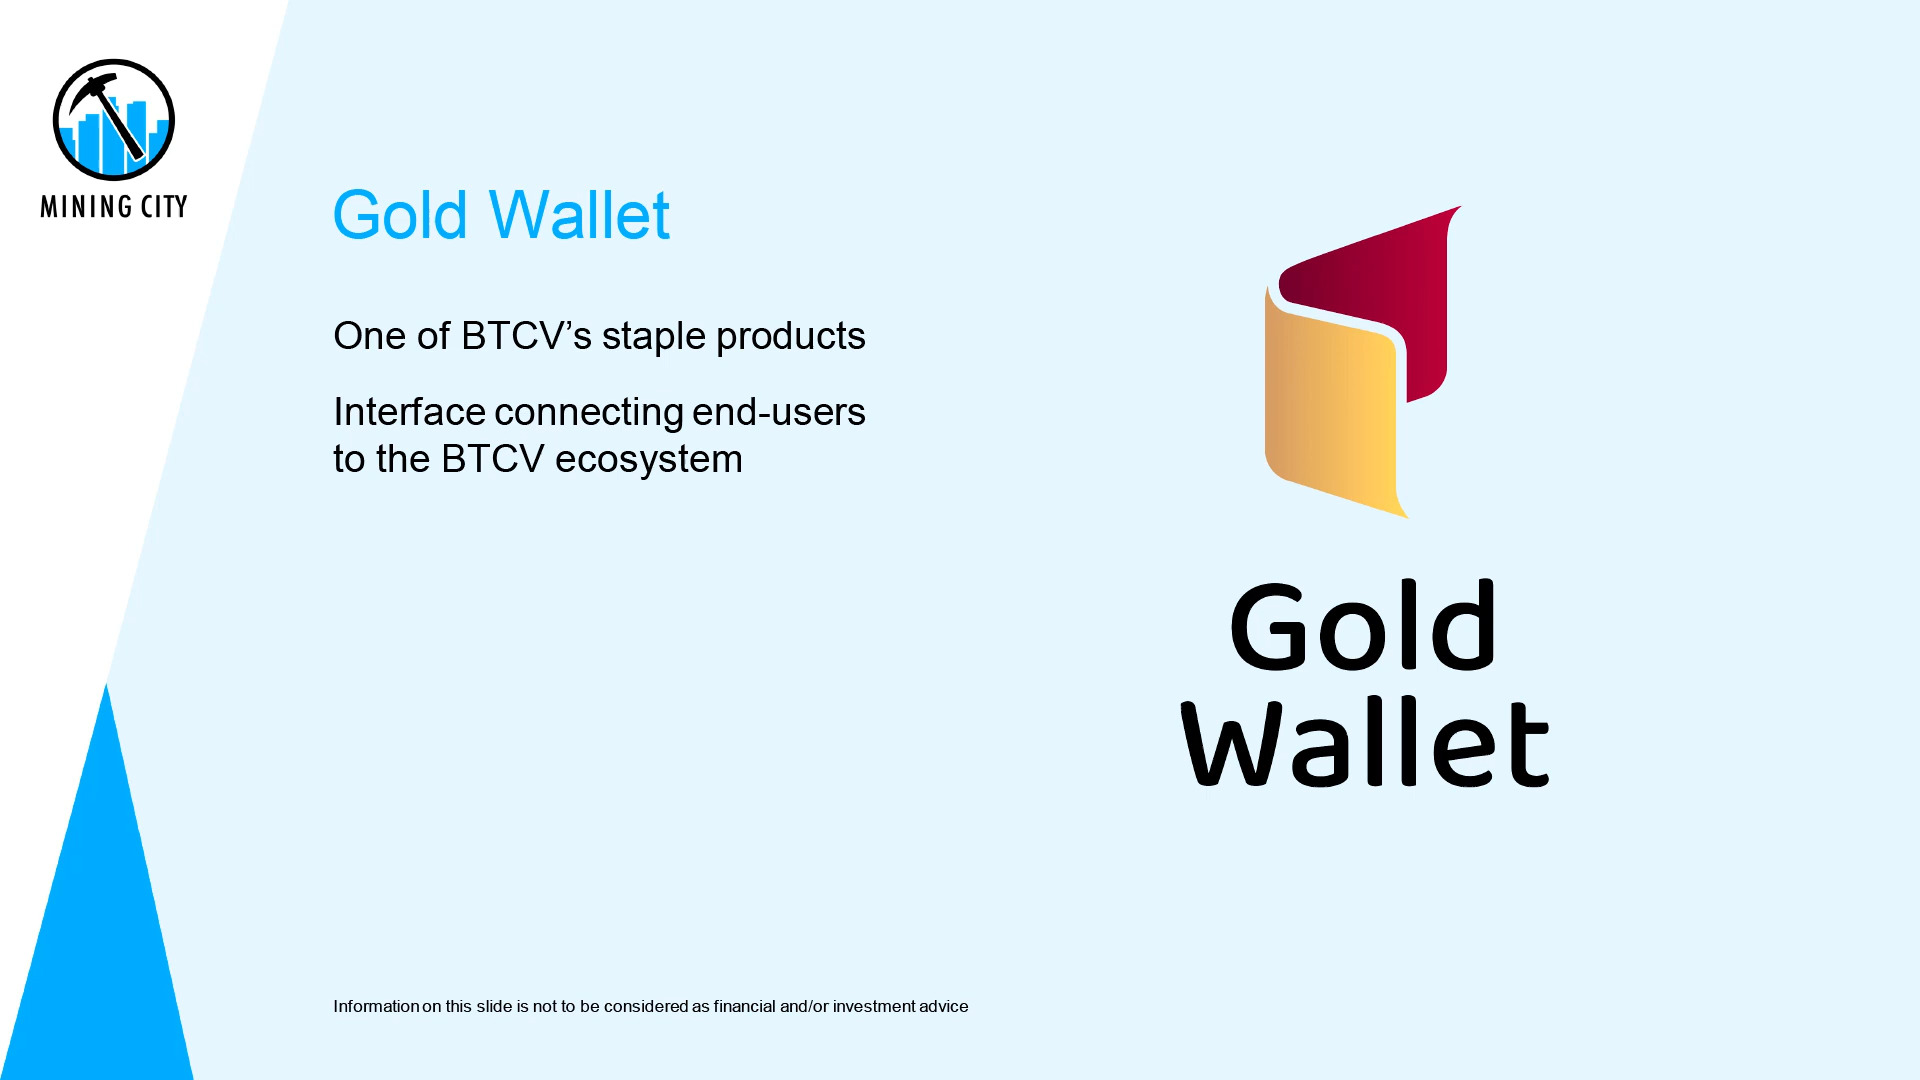 MINING CITY
Gold Wallet
One of BTCV’s staple products
Interface connecting end-users
to the BTCV ecosystem
Gold
Wallet
Information on this slide is not to be considered as financial and/or investment advice